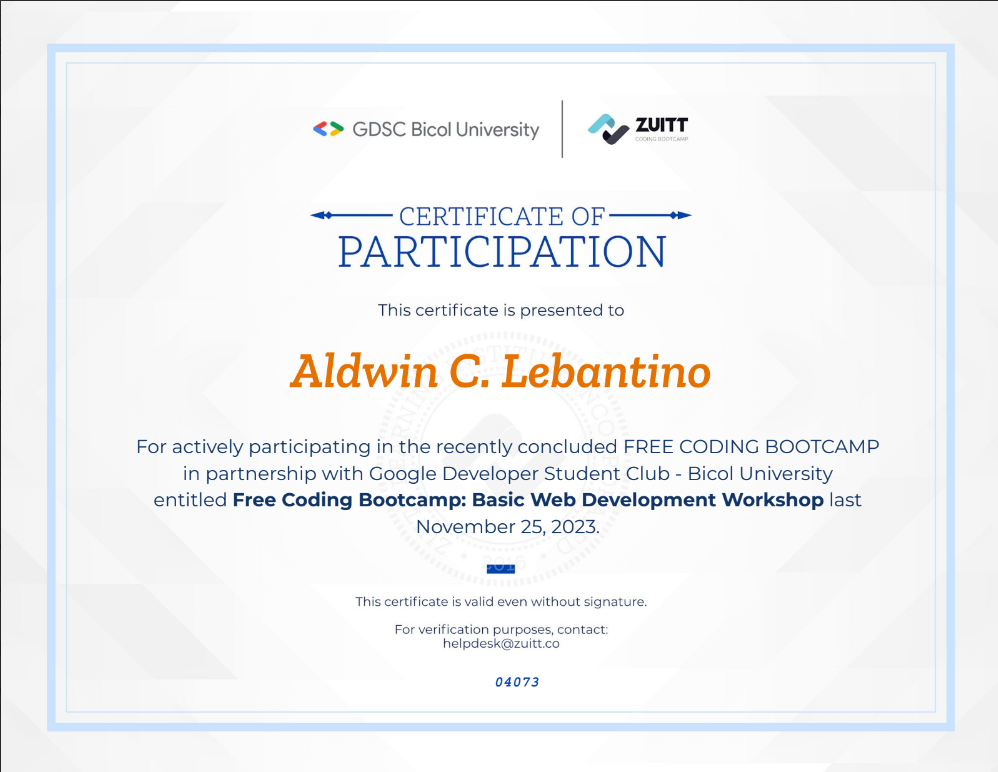 GDSC Bicol University
ZUITT
CODING BOOTCAMP
CERTIFICATE OF
PARTICIPATION
This certificate is presented to
Aldwin C. Lebantino
For actively participating in the recently concluded FREE CODING BOOTCAMP
in partnership with Google Developer Student Club - Bicol University
entitled Free Coding Bootcamp: Basic Web Development Workshop last
November 25, 2023.
2016
This certificate is valid even without signature.
For verification purposes, contact:
helpdesk@zuitt.co
04073